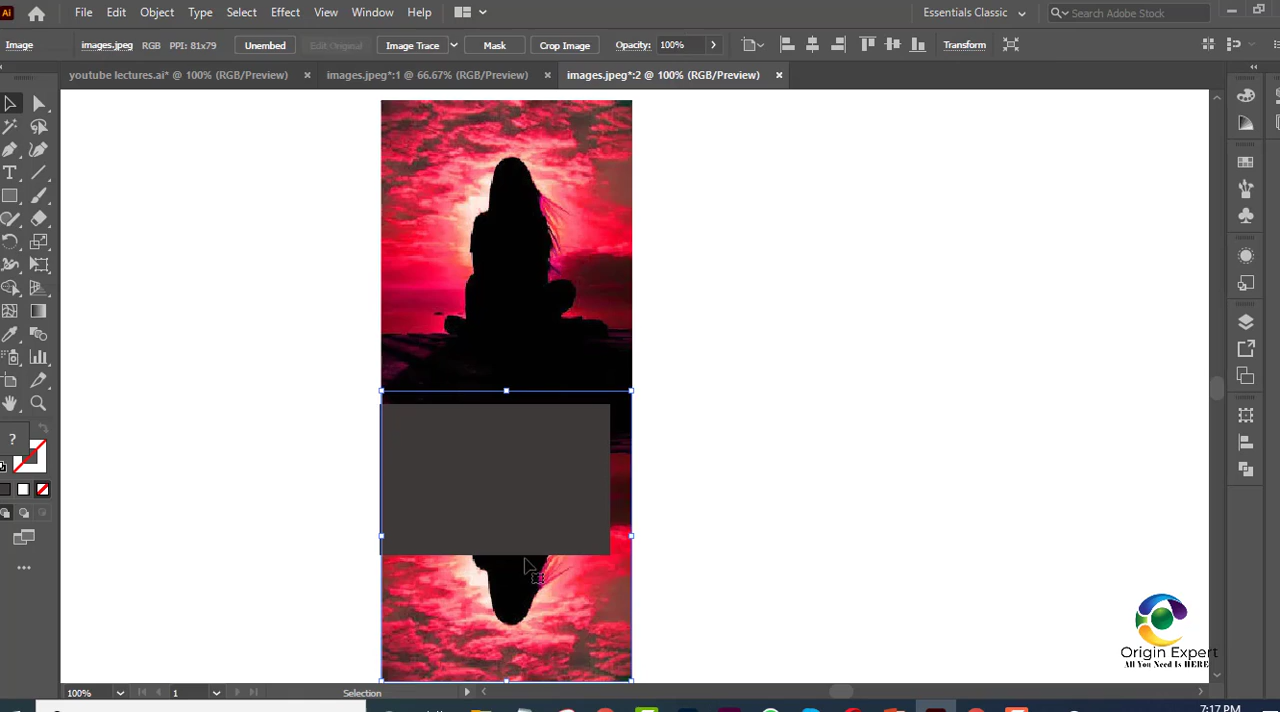 Ai File Edit Object Type Select Effect View Window Help Essentials Classic Search Adobe Stock
Image images.jpeg RGB PPI: 81x79 Unembed Edit Original Image Trace Mask Crop Image Opacity: 100% Transform
youtube lectures.ai* @ 100% (RGB/Preview) × images.jpeg*:1 @ 66.67% (RGB/Preview) × images.jpeg*:2 @ 100% (RGB/Preview) ×
T
?
Origin Expert
All You Need Is HERE
100% 1 Selection
7:17 PM